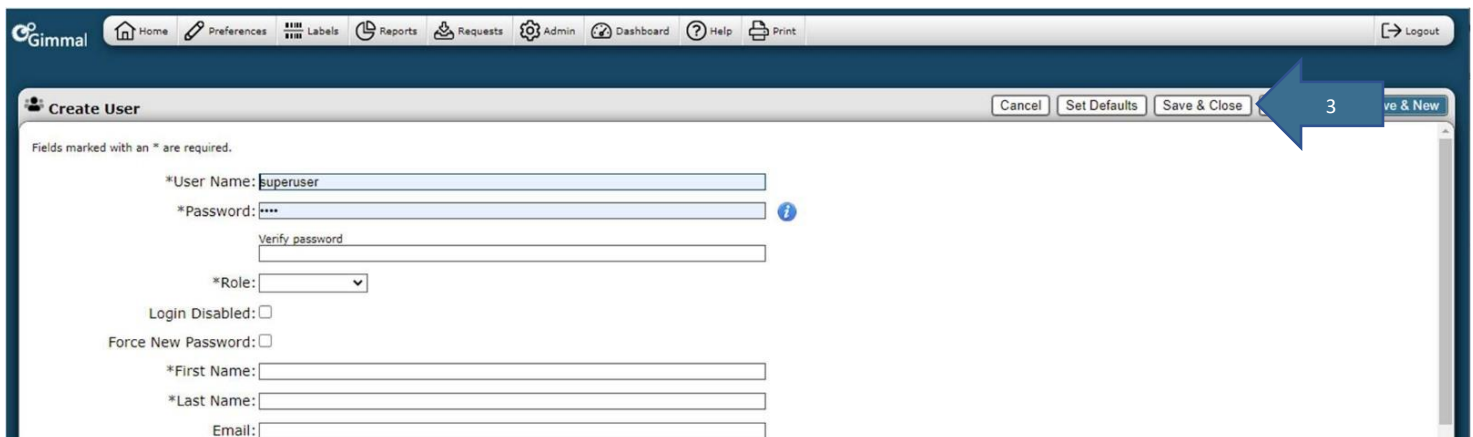 Gimmal Home Preferences Labels Reports Requests Admin Dashboard Help Print Logout
Create User Cancel Set Defaults Save & Close 3 & New
Fields marked with an * are required.
*User Name: superuser
*Password: ••••
Verify password
*Role:
Login Disabled:
Force New Password:
*First Name:
*Last Name:
Email: